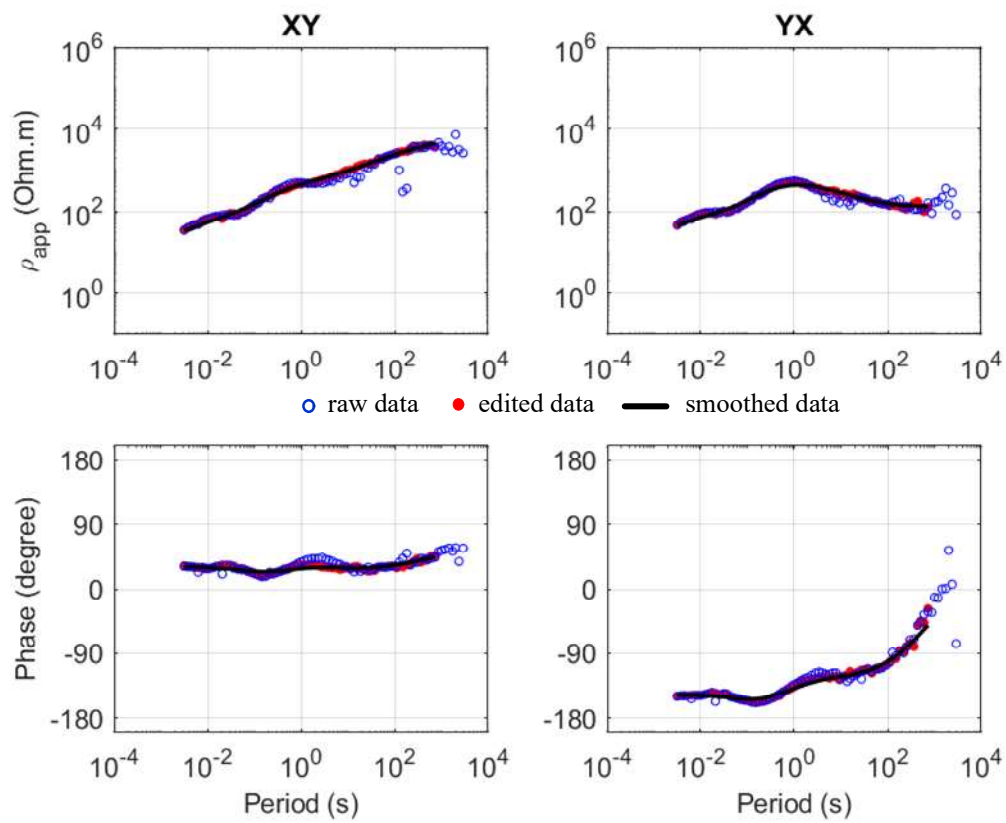 XY YX
10^6 10^6
10^4 10^4
10^2 10^2
10^0 10^0
ρ_app (Ohm.m)
10^-4 10^-2 10^0 10^2 10^4 10^-4 10^-2 10^0 10^2 10^4
raw data edited data smoothed data
180 180
90 90
0 0
-90 -90
-180 -180
Phase (degree)
10^-4 10^-2 10^0 10^2 10^4 10^-4 10^-2 10^0 10^2 10^4
Period (s) Period (s)